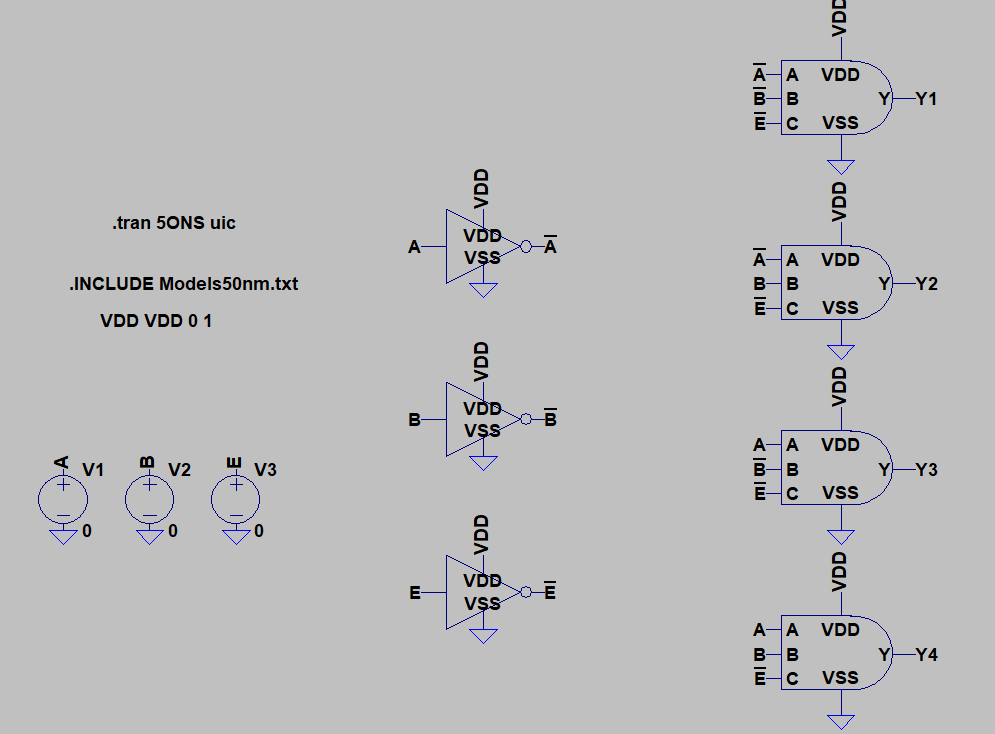 .tran 5ONS uic
.INCLUDE Models50nm.txt
VDD VDD 0 1
A V1 0
B V2 0
E V3 0
VDD
A VDD A̅
VSS
VDD
B VDD B̅
VSS
VDD
E VDD E̅
VSS
VDD
A̅ A VDD
B̅ B Y Y1
E̅ C VSS
VDD
A̅ A VDD
B B Y Y2
E̅ C VSS
VDD
A A VDD
B̅ B Y Y3
E̅ C VSS
VDD
A A VDD
B B Y Y4
E̅ C VSS